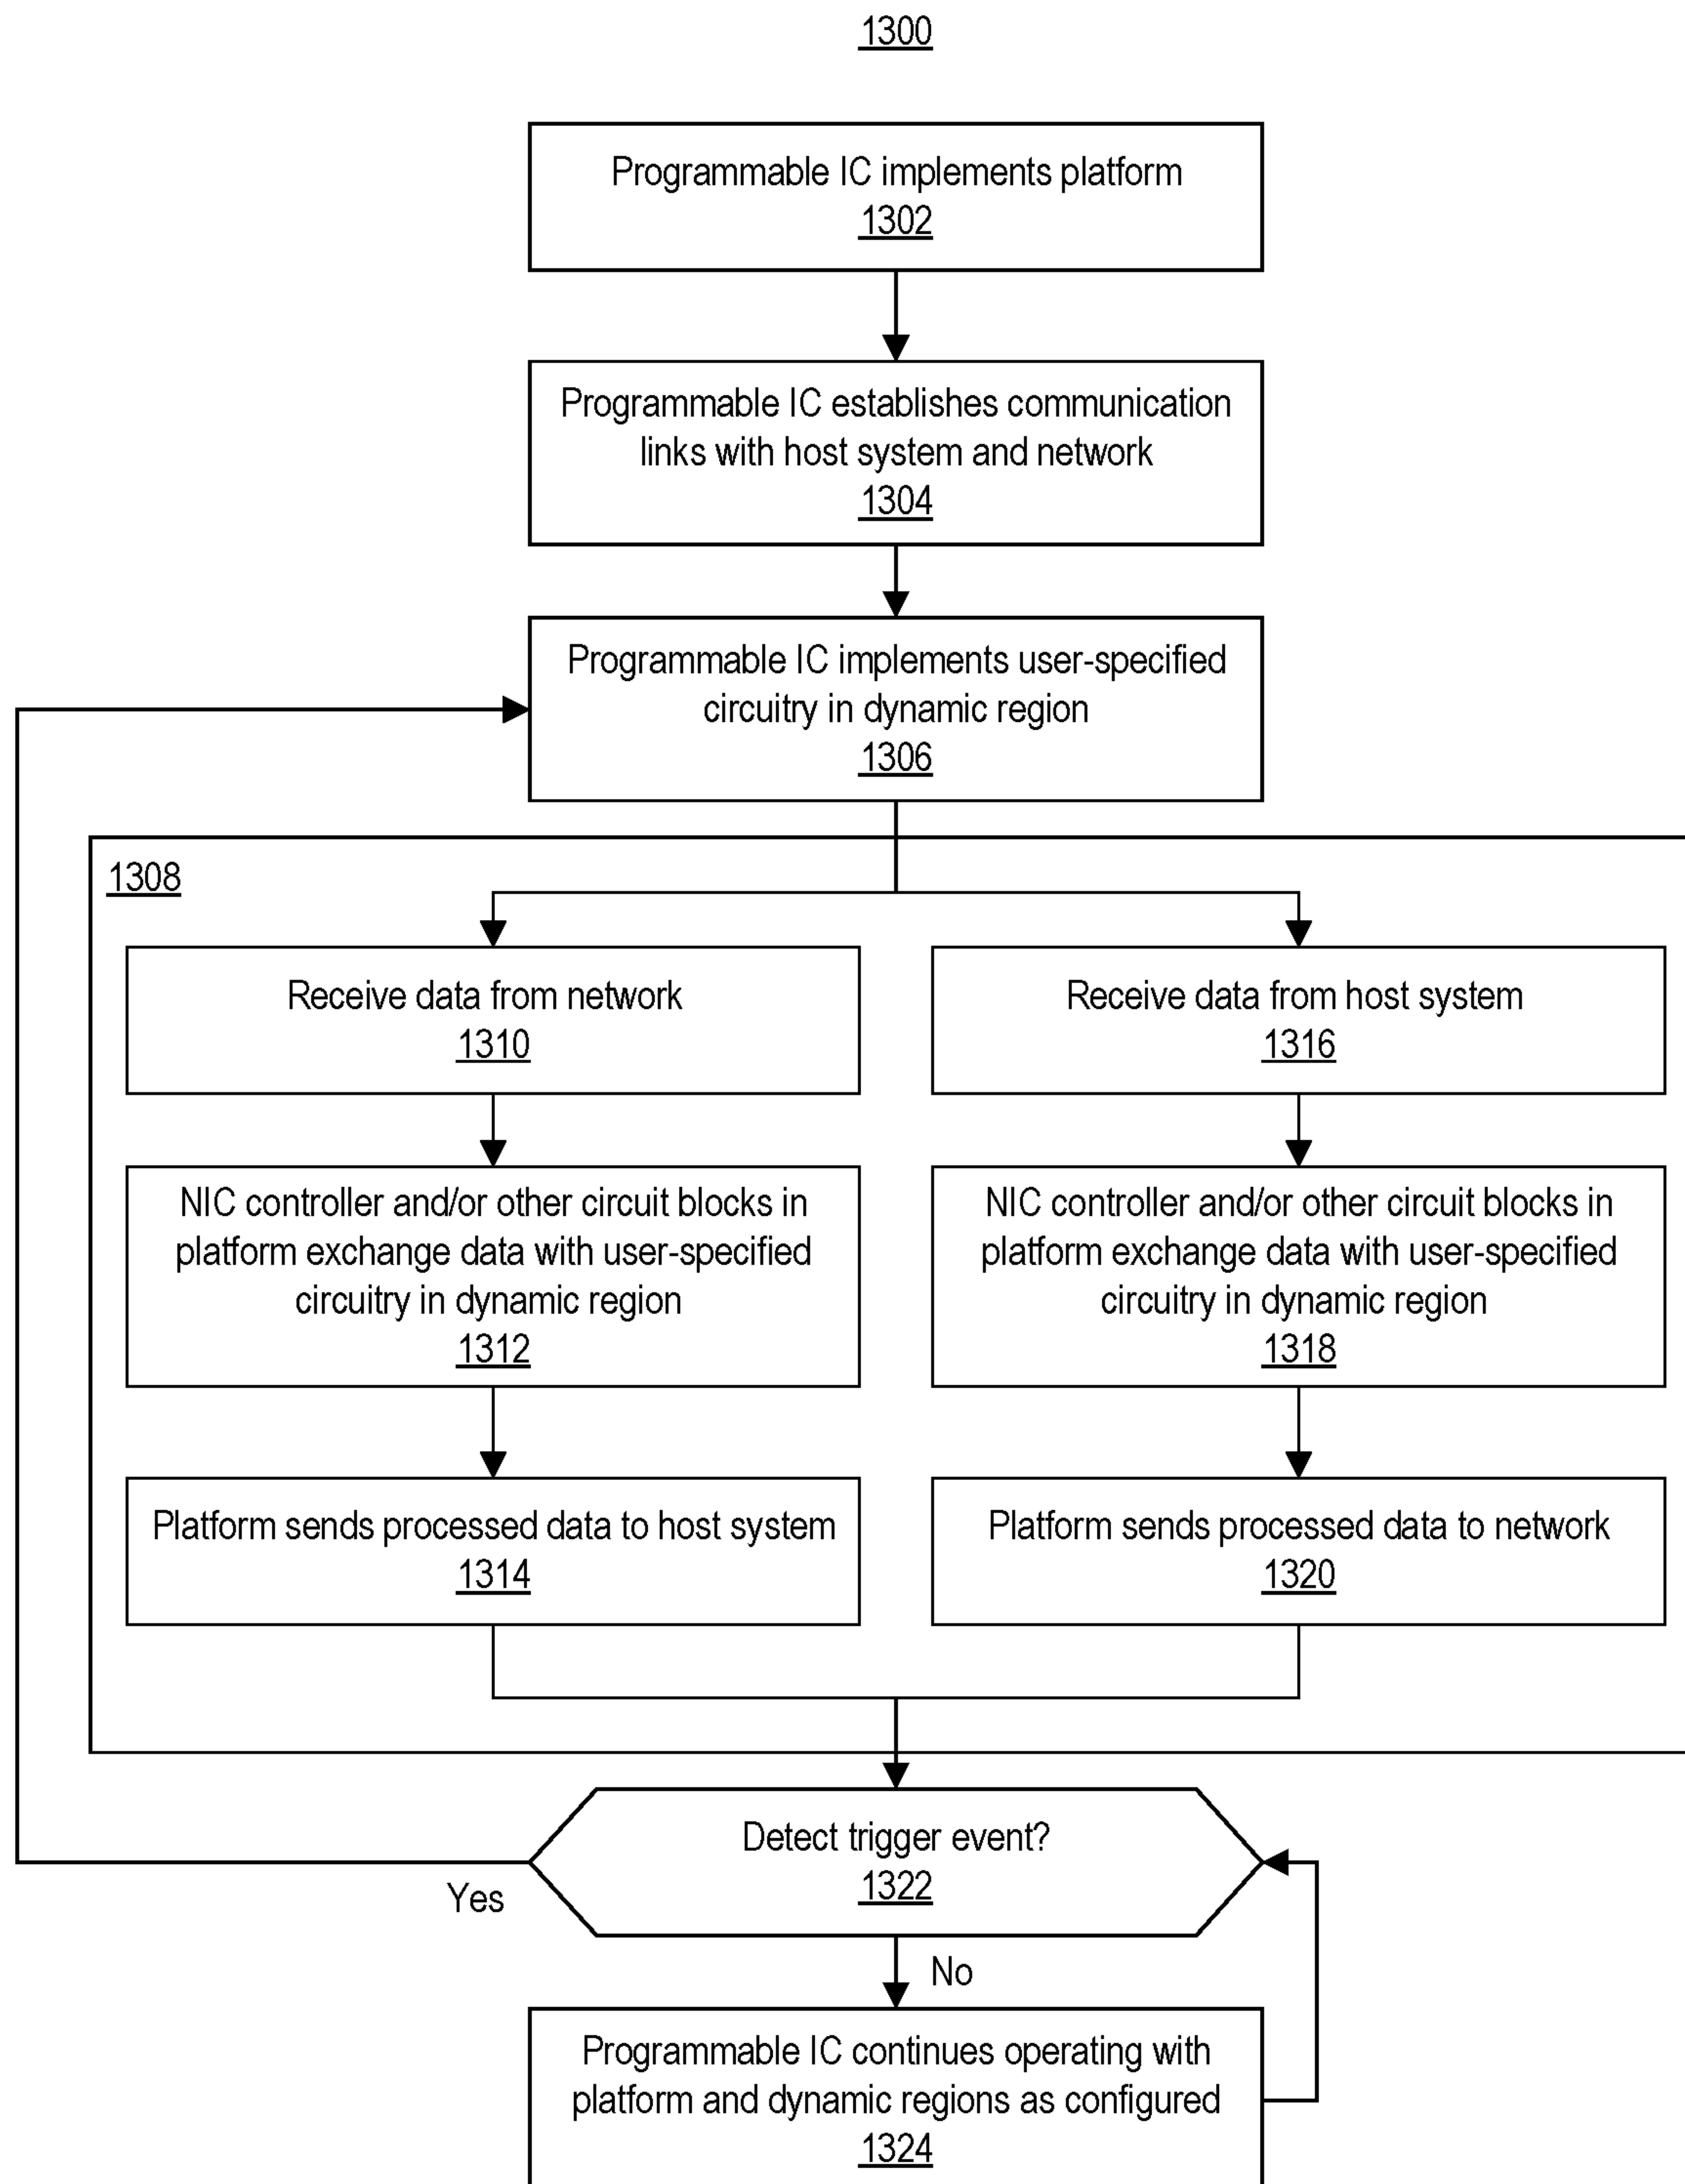 1300
Programmable IC implements platform
1302
Programmable IC establishes communication
links with host system and network
1304
Programmable IC implements user-specified
circuitry in dynamic region
1306
1308
Receive data from network
1310
NIC controller and/or other circuit blocks in
platform exchange data with user-specified
circuitry in dynamic region
1312
Platform sends processed data to host system
1314
Receive data from host system
1316
NIC controller and/or other circuit blocks in
platform exchange data with user-specified
circuitry in dynamic region
1318
Platform sends processed data to network
1320
Detect trigger event?
1322
Yes
No
Programmable IC continues operating with
platform and dynamic regions as configured
1324